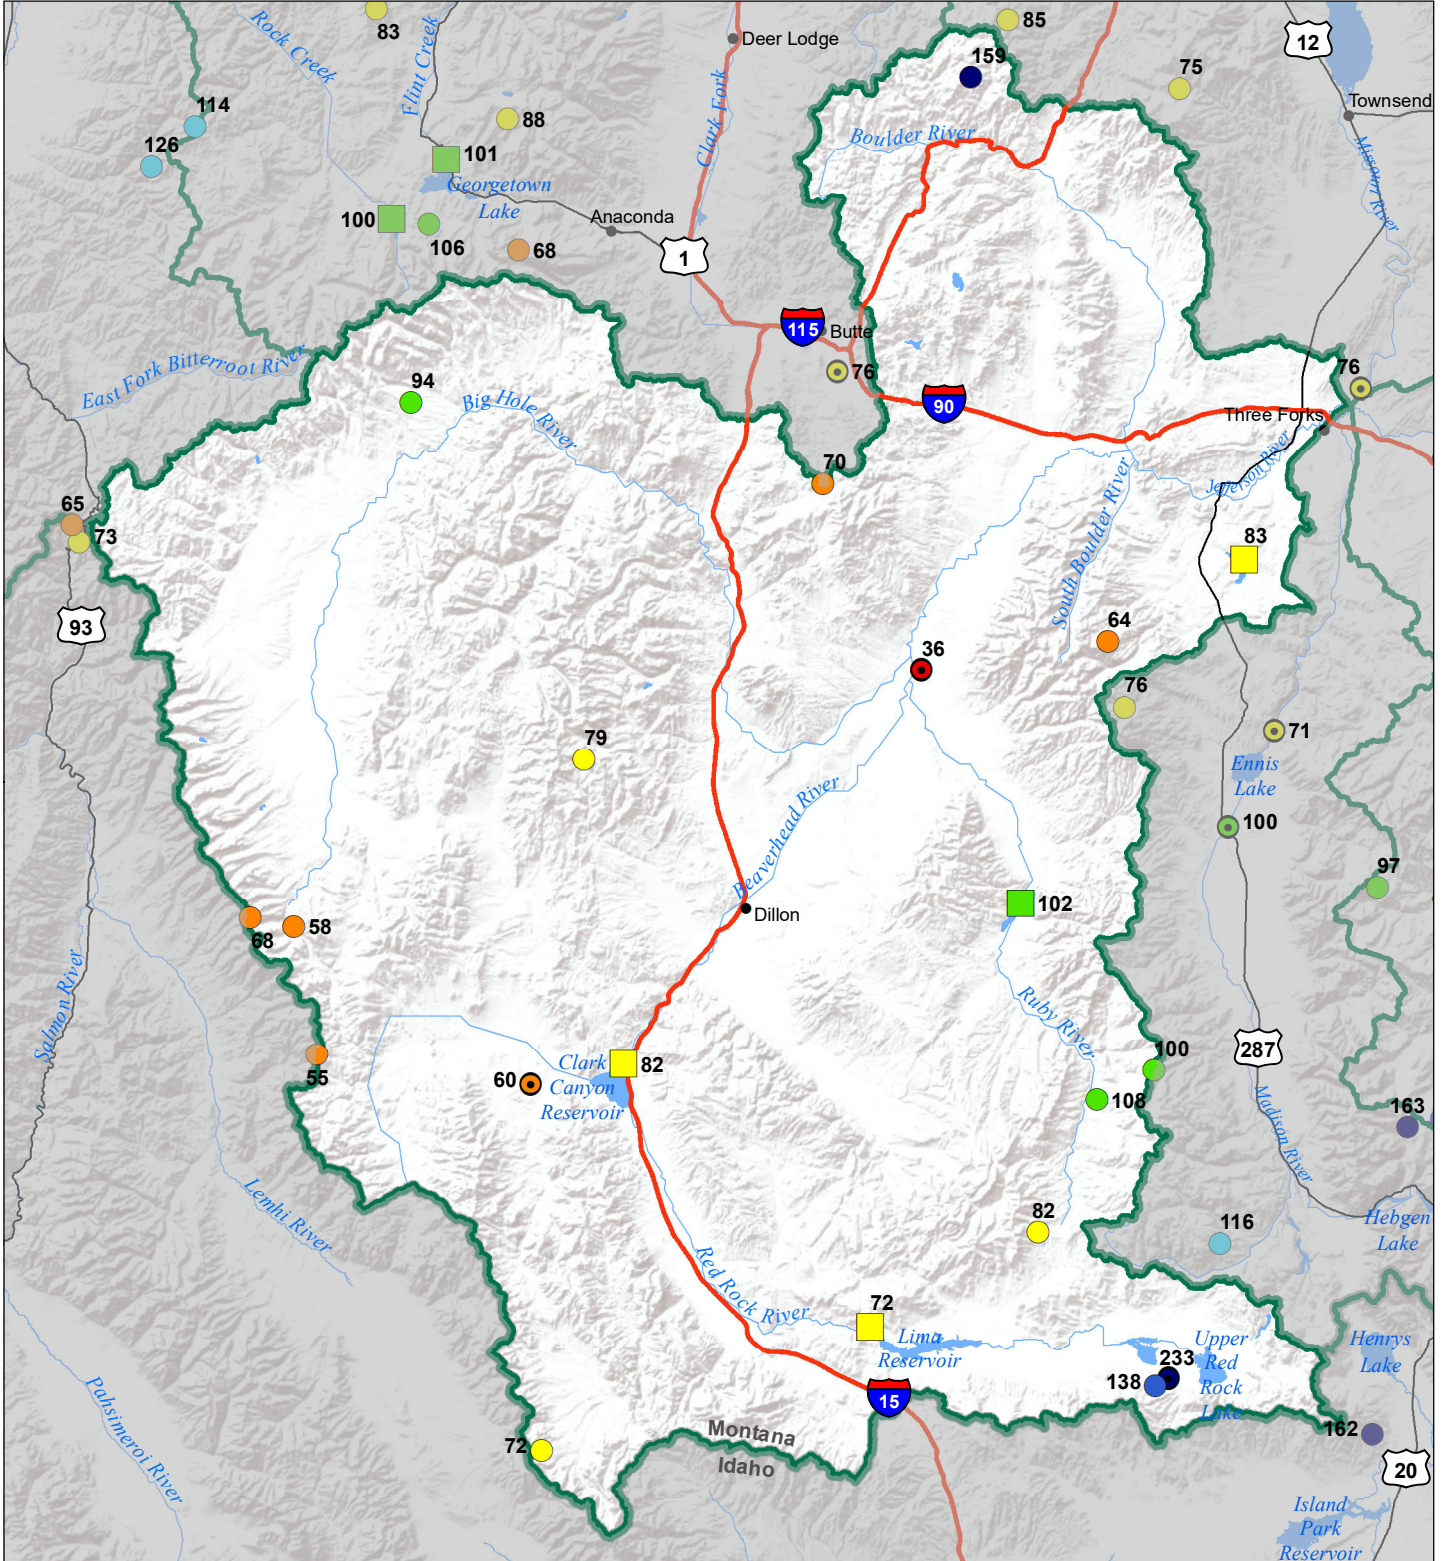 83
Rock Creek
Flint Creek
Deer Lodge
85
12
159
75
Townsend
114
88
Clark Fork
Boulder River
126
101
Missouri River
Georgetown
Lake
100
106
68
Anaconda
1
115
Butte
76
East Fork Bitterroot River
94
Big Hole River
90
76
Three Forks
70
Jefferson River
65
73
South Boulder River
83
93
64
36
76
79
71
Ennis
Lake
100
Beaverhead River
97
102
Dillon
68
58
Salmon River
Ruby River
287
100
55
60
Clark
Canyon
Reservoir
82
108
Madison River
163
Lemhi River
82
116
Hebgen
Lake
Red Rock River
72
Lima
Reservoir
Upper
Red
Rock
Lake
233
138
Henrys
Lake
15
Pahsimeroi River
72
Montana
Idaho
162
20
Island
Park
Reservoir